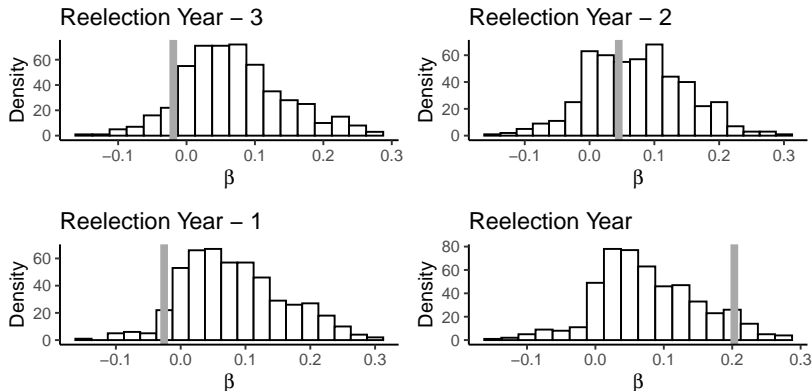 Reelection Year − 3
Density
60
40
20
0
−0.1 0.0 0.1 0.2 0.3
β
Reelection Year − 2
Density
60
40
20
0
−0.1 0.0 0.1 0.2 0.3
β
Reelection Year − 1
Density
60
40
20
0
−0.1 0.0 0.1 0.2 0.3
β
Reelection Year
Density
80
60
40
20
0
−0.1 0.0 0.1 0.2 0.3
β